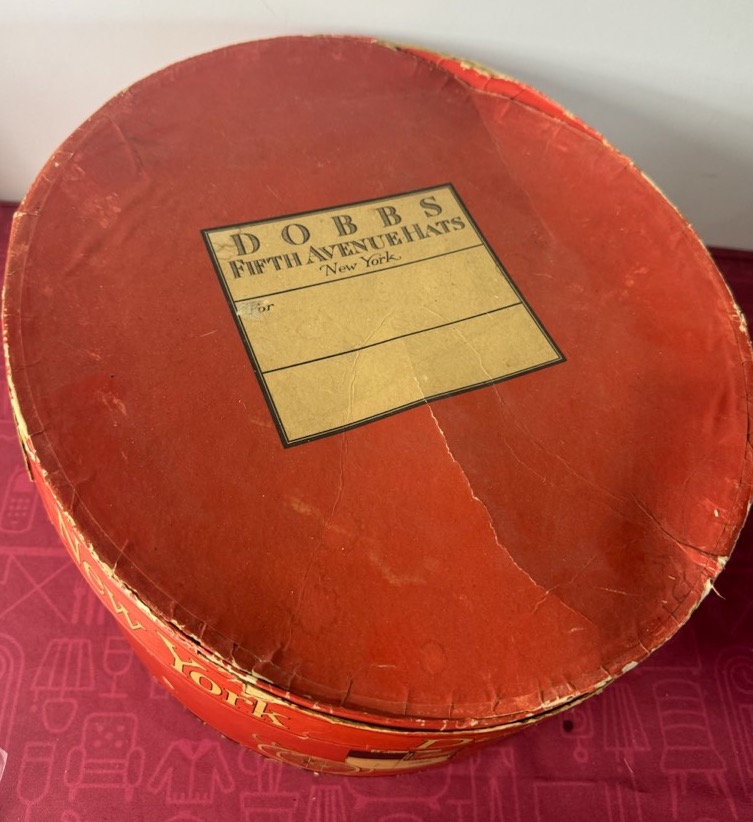 DOBBS
FIFTH AVENUE HATS
New York
For
New York